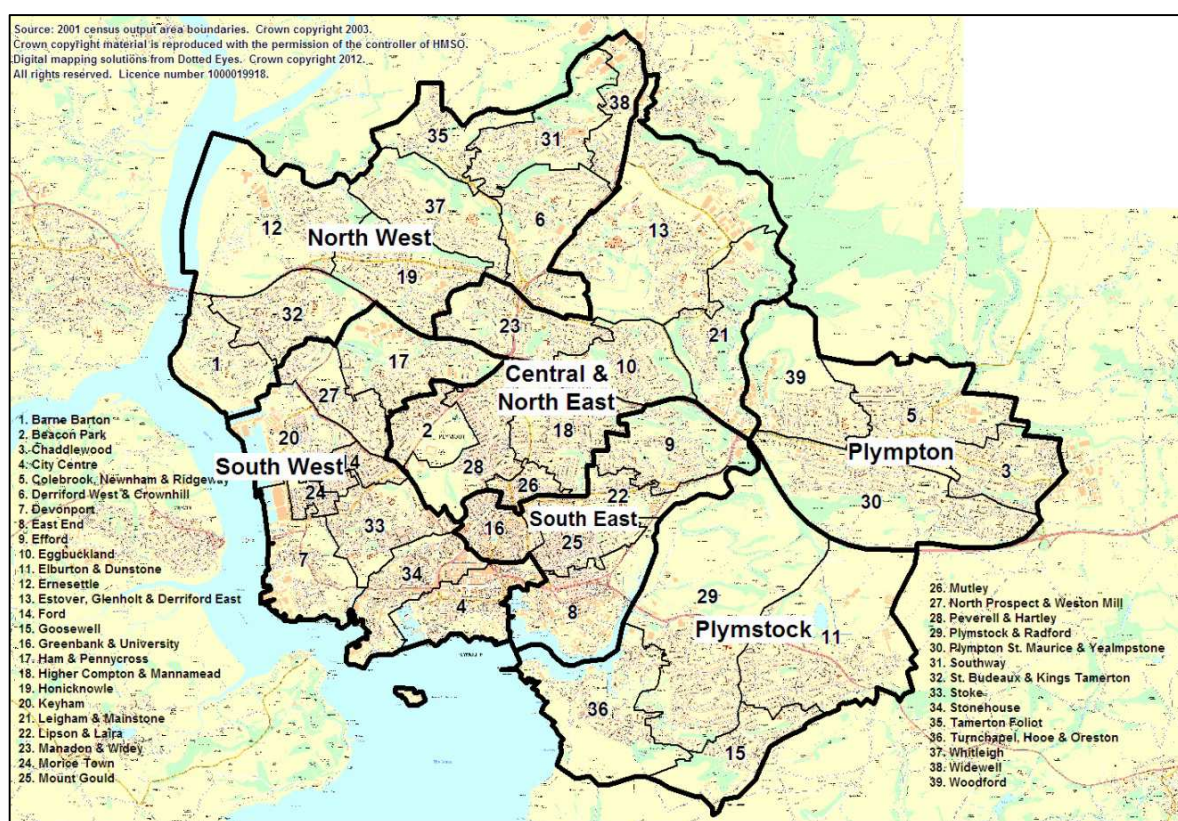 Source: 2001 census output area boundaries. Crown copyright 2003.
Crown copyright material is reproduced with the permission of the controller of HMSO.
Digital mapping solutions from Dotted Eyes. Crown copyright 2012.
All rights reserved. Licence number 1000019918.
38
35
31
37
6
12
13
North West
19
32
23
21
1
17
Central &
North East
10
39
27
5
2
18
9
Plympton
20
3
South West
14
28
24
26
22
30
16
South East
33
25
7
34
29
4
8
Plymstock
11
36
15
1. Barne Barton
2. Beacon Park
3. Chaddlewood
4. City Centre
5. Colebrook, Newnham & Ridgeway
6. Derriford West & Crownhill
7. Devonport
8. East End
9. Efford
10. Eggbuckland
11. Elburton & Dunstone
12. Ernesettle
13. Estover, Glenholt & Derriford East
14. Ford
15. Goosewell
16. Greenbank & University
17. Ham & Pennycross
18. Higher Compton & Mannamead
19. Honicknowle
20. Keyham
21. Leigham & Mainstone
22. Lipson & Laira
23. Manadon & Widey
24. Morice Town
25. Mount Gould
26. Mutley
27. North Prospect & Weston Mill
28. Peverell & Hartley
29. Plymstock & Radford
30. Plympton St. Maurice & Yealmpstone
31. Southway
32. St. Budeaux & Kings Tamerton
33. Stoke
34. Stonehouse
35. Tamerton Foliot
36. Turnchapel, Hooe & Oreston
37. Whitleigh
38. Widewell
39. Woodford